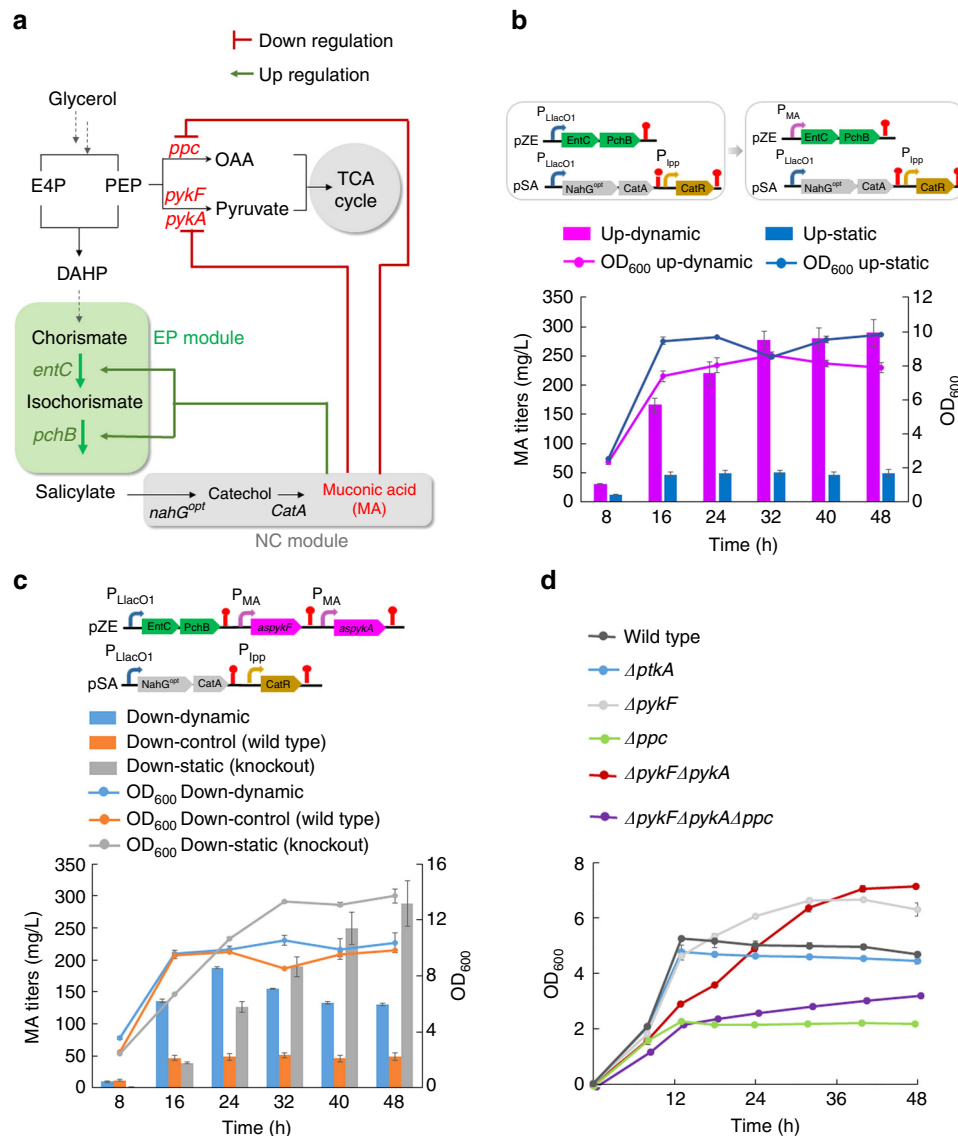 a
Down regulation
Up regulation
Glycerol
E4P
PEP
ppc
OAA
pykF
Pyruvate
pykA
TCA
cycle
DAHP
Chorismate
EP module
entC
Isochorismate
pchB
Salicylate
nahG^opt
Catechol
CatA
Muconic acid
(MA)
NC module
b
P_LlacO1
pZE
EntC
PchB
P_LlacO1
P_lpp
pSA
NahG^opt
CatA
CatR
P_MA
pZE
EntC
PchB
P_LlacO1
P_lpp
pSA
NahG^opt
CatA
CatR
Up-dynamic
Up-static
OD600 up-dynamic
OD600 up-static
MA titers (mg/L)
350
300
250
200
150
100
50
0
12
10
8
6
4
2
0
OD600
8 16 24 32 40 48
Time (h)
c
P_LlacO1
P_MA
P_MA
pZE
EntC
PchB
aspykF
aspykA
P_LlacO1
P_lpp
pSA
NahG^opt
CatA
CatR
Down-dynamic
Down-control (wild type)
Down-static (knockout)
OD600 Down-dynamic
OD600 Down-control (wild type)
OD600 Down-static (knockout)
MA titers (mg/L)
350
300
250
200
150
100
50
0
16
12
8
4
0
OD600
8 16 24 32 40 48
Time (h)
d
Wild type
ΔptkA
ΔpykF
Δppc
ΔpykFΔpykA
ΔpykFΔpykAΔppc
OD600
8
6
4
2
0
12 24 36 48
Time (h)